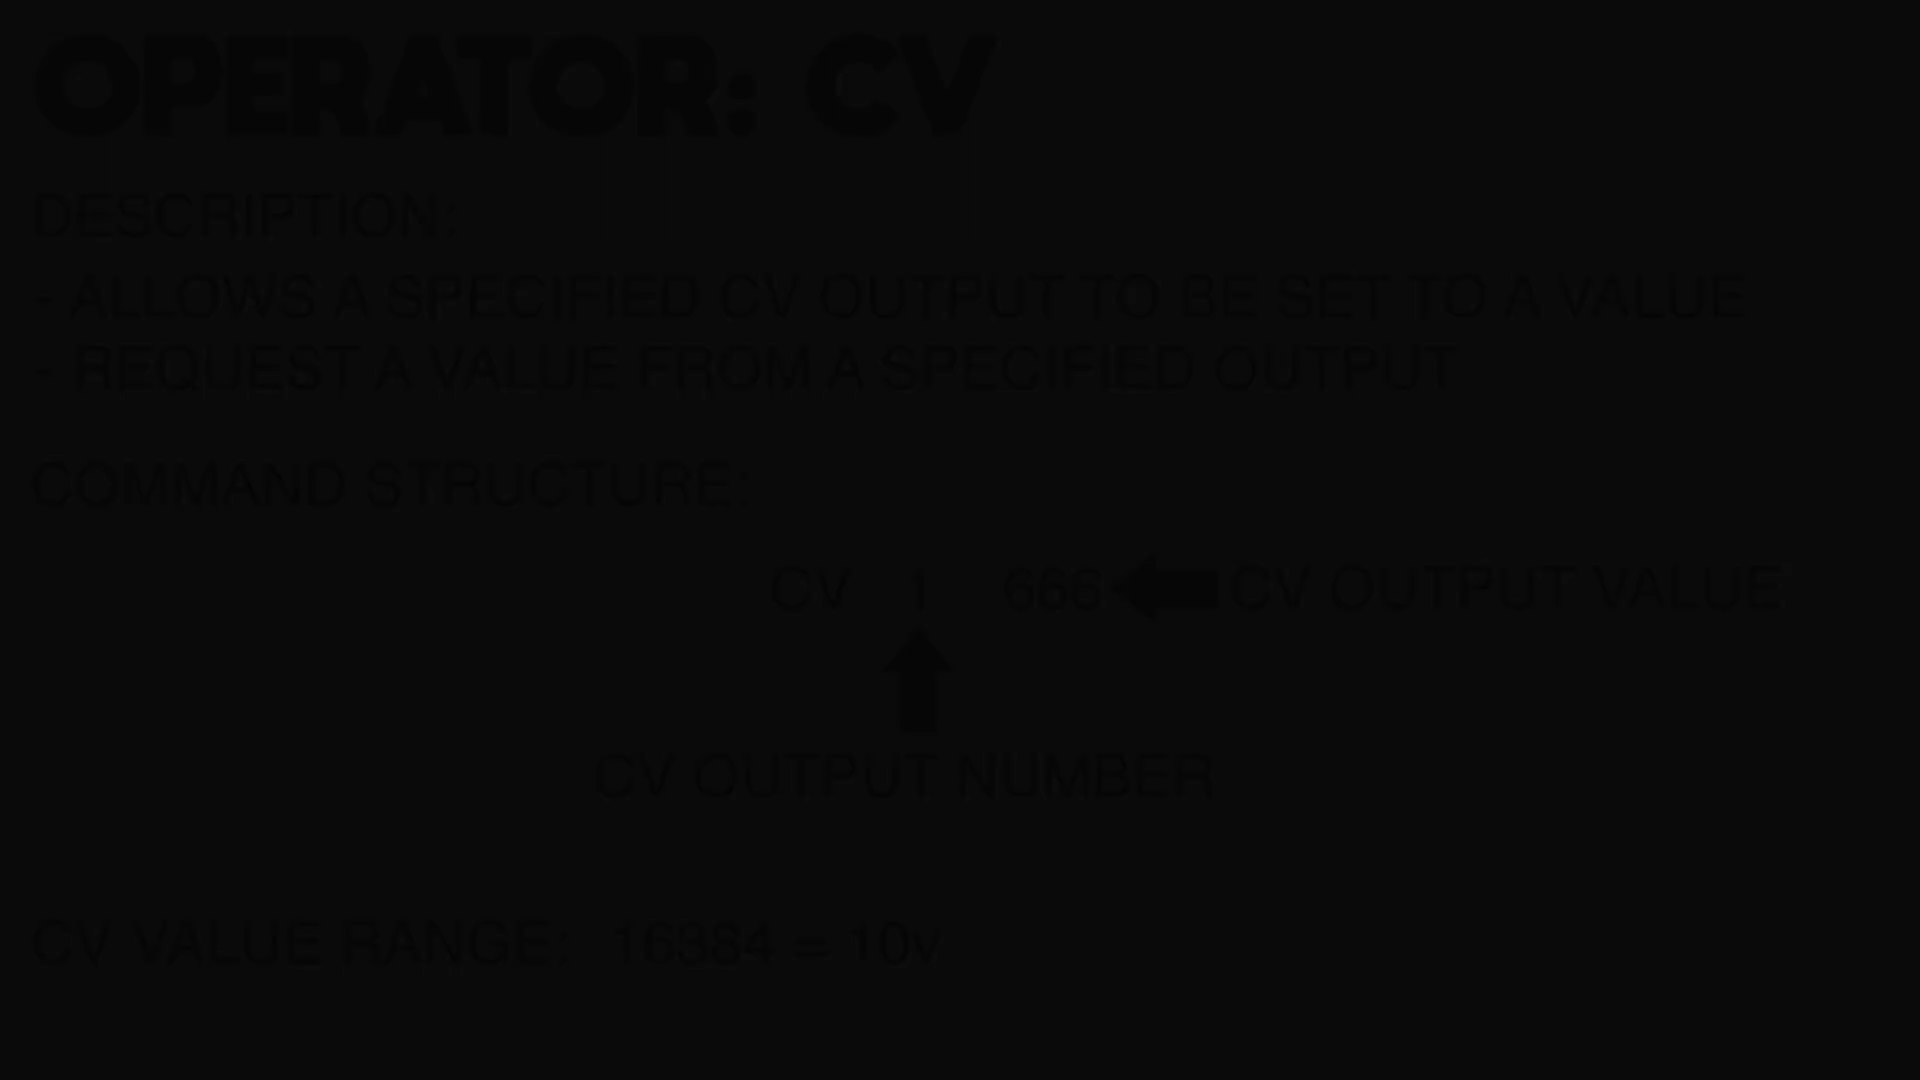 OPERATOR: CV
DESCRIPTION:
- ALLOWS A SPECIFIED CV OUTPUT TO BE SET TO A VALUE
- REQUEST A VALUE FROM A SPECIFIED OUTPUT
COMMAND STRUCTURE:
CV 1 666 CV OUTPUT VALUE
CV OUTPUT NUMBER
CV VALUE RANGE: 16384 = 10v